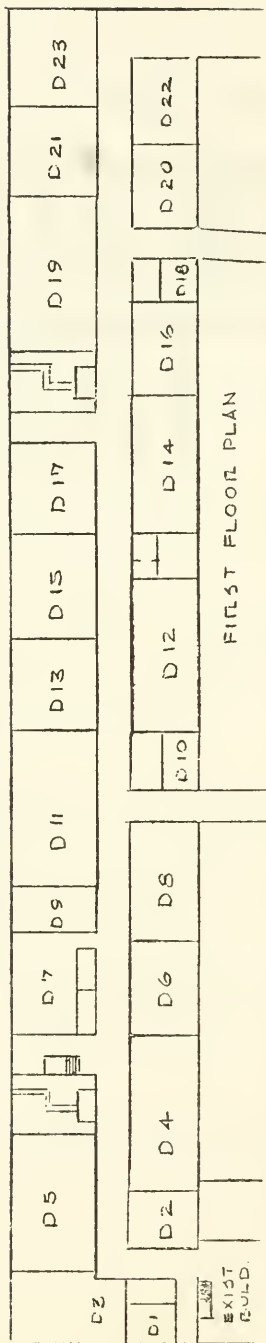 D5 D7 D9 D11 D13 D15 D17 D19 D21 D23
D3
D1 D2 D4 D6 D8 D10 D12 D14 D16 D18 D20 D22
EXIST
BUILD.
FIRST FLOOR PLAN